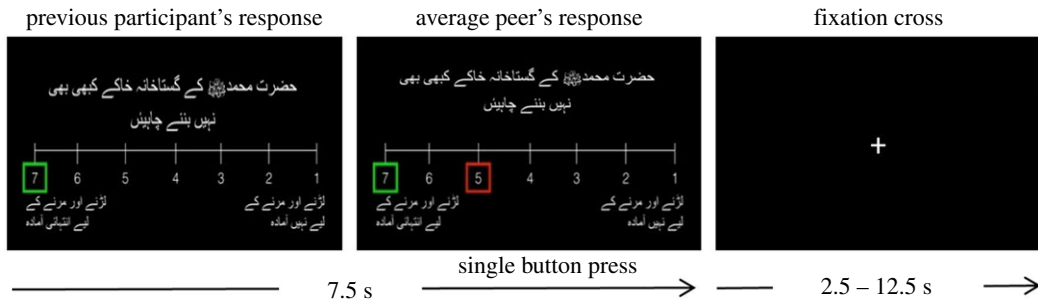 previous participant's response
average peer's response
fixation cross
حضرت محمدﷺ کے گستاخانہ خاکے کبھی بھی
نہیں بننے چاہیئں
7 6 5 4 3 2 1
لڑنے اور مرنے کے
لیے انتہائی آمادہ
لڑنے اور مرنے کے
لیے نہیں آمادہ
حضرت محمدﷺ کے گستاخانہ خاکے کبھی بھی
نہیں بننے چاہیئں
7 6 5 4 3 2 1
لڑنے اور مرنے کے
لیے انتہائی آمادہ
لڑنے اور مرنے کے
لیے نہیں آمادہ
+
7.5 s
single button press
2.5 – 12.5 s